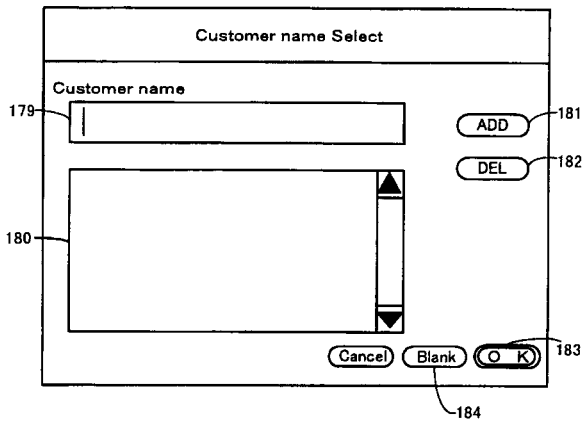 Customer name Select
Customer name
179
181
ADD
182
DEL
180
Cancel
Blank
O K
183
184